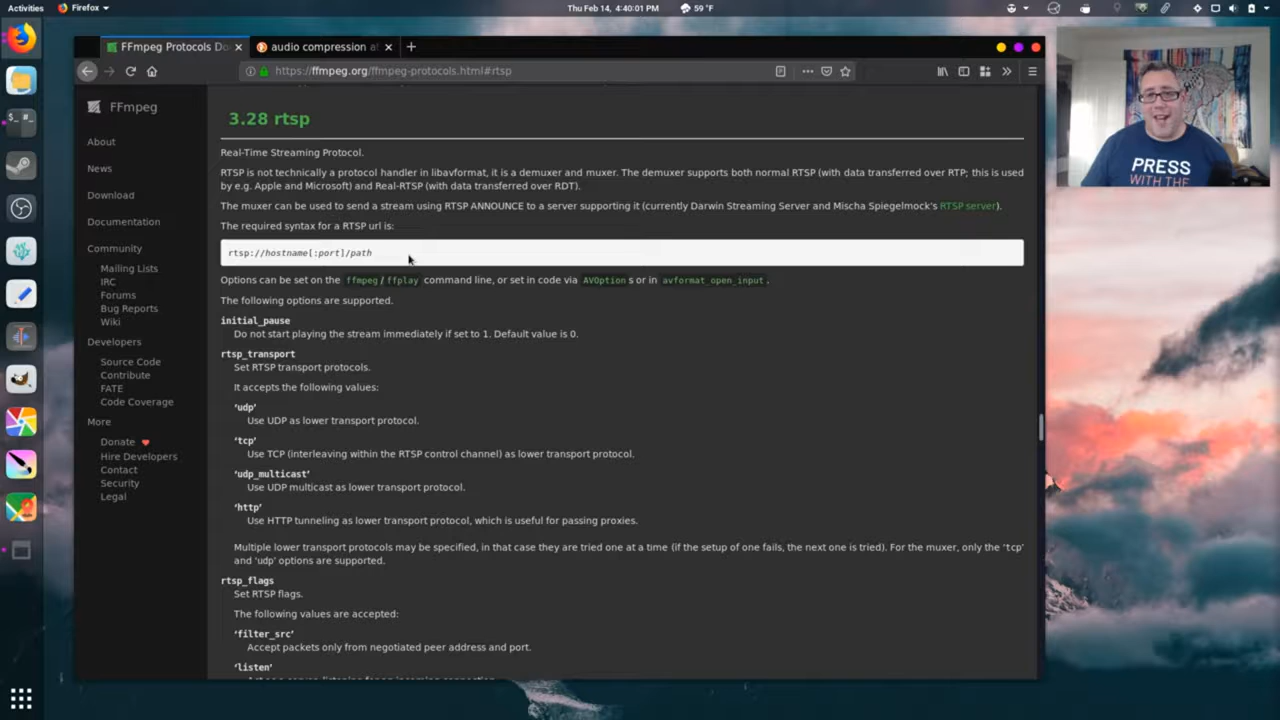 Activities
Firefox
Thu Feb 14, 4:40:01 PM
59 °F
FFmpeg Protocols Do
audio compression a
https://ffmpeg.org/ffmpeg-protocols.html#rtsp
FFmpeg
About
News
Download
Documentation
Community
Mailing Lists
IRC
Forums
Bug Reports
Wiki
Developers
Source Code
Contribute
FATE
Code Coverage
More
Donate
Hire Developers
Contact
Security
Legal
3.28 rtsp
Real-Time Streaming Protocol.
RTSP is not technically a protocol handler in libavformat, it is a demuxer and muxer. The demuxer supports both normal RTSP (with data transferred over RTP; this is used
by e.g. Apple and Microsoft) and Real-RTSP (with data transferred over RDT).
The muxer can be used to send a stream using RTSP ANNOUNCE to a server supporting it (currently Darwin Streaming Server and Mischa Spiegelmock's RTSP server).
The required syntax for a RTSP url is:
rtsp://hostname[:port]/path
Options can be set on the ffmpeg/ffplay command line, or set in code via AVOption s or in avformat_open_input.
The following options are supported.
initial_pause
Do not start playing the stream immediately if set to 1. Default value is 0.
rtsp_transport
Set RTSP transport protocols.
It accepts the following values:
‘udp’
Use UDP as lower transport protocol.
‘tcp’
Use TCP (interleaving within the RTSP control channel) as lower transport protocol.
‘udp_multicast’
Use UDP multicast as lower transport protocol.
‘http’
Use HTTP tunneling as lower transport protocol, which is useful for passing proxies.
Multiple lower transport protocols may be specified, in that case they are tried one at a time (if the setup of one fails, the next one is tried). For the muxer, only the ‘tcp’
and ‘udp’ options are supported.
rtsp_flags
Set RTSP flags.
The following values are accepted:
‘filter_src’
Accept packets only from negotiated peer address and port.
‘listen’
PRESS
WITH THE